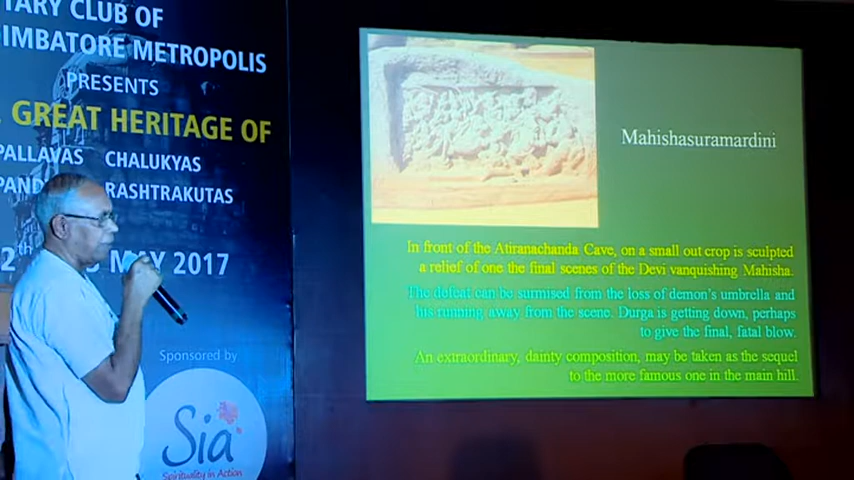 TARY CLUB OF
IMBATORE METROPOLIS
PRESENTS
GREAT HERITAGE OF
PALLAVAS CHALUKYAS
PAND RASHTRAKUTAS
MAY 2017
Sponsored by
Sia
Spirituality in Action
Mahishasuramardini
In front of the Atiranachanda Cave, on a small out crop is sculpted
a relief of one the final scenes of the Devi vanquishing Mahisha.
The defeat can be surmised from the loss of demon's umbrella and
his running away from the scene. Durga is getting down, perhaps
to give the final, fatal blow.
An extraordinary, dainty composition, may be taken as the sequel
to the more famous one in the main hill.